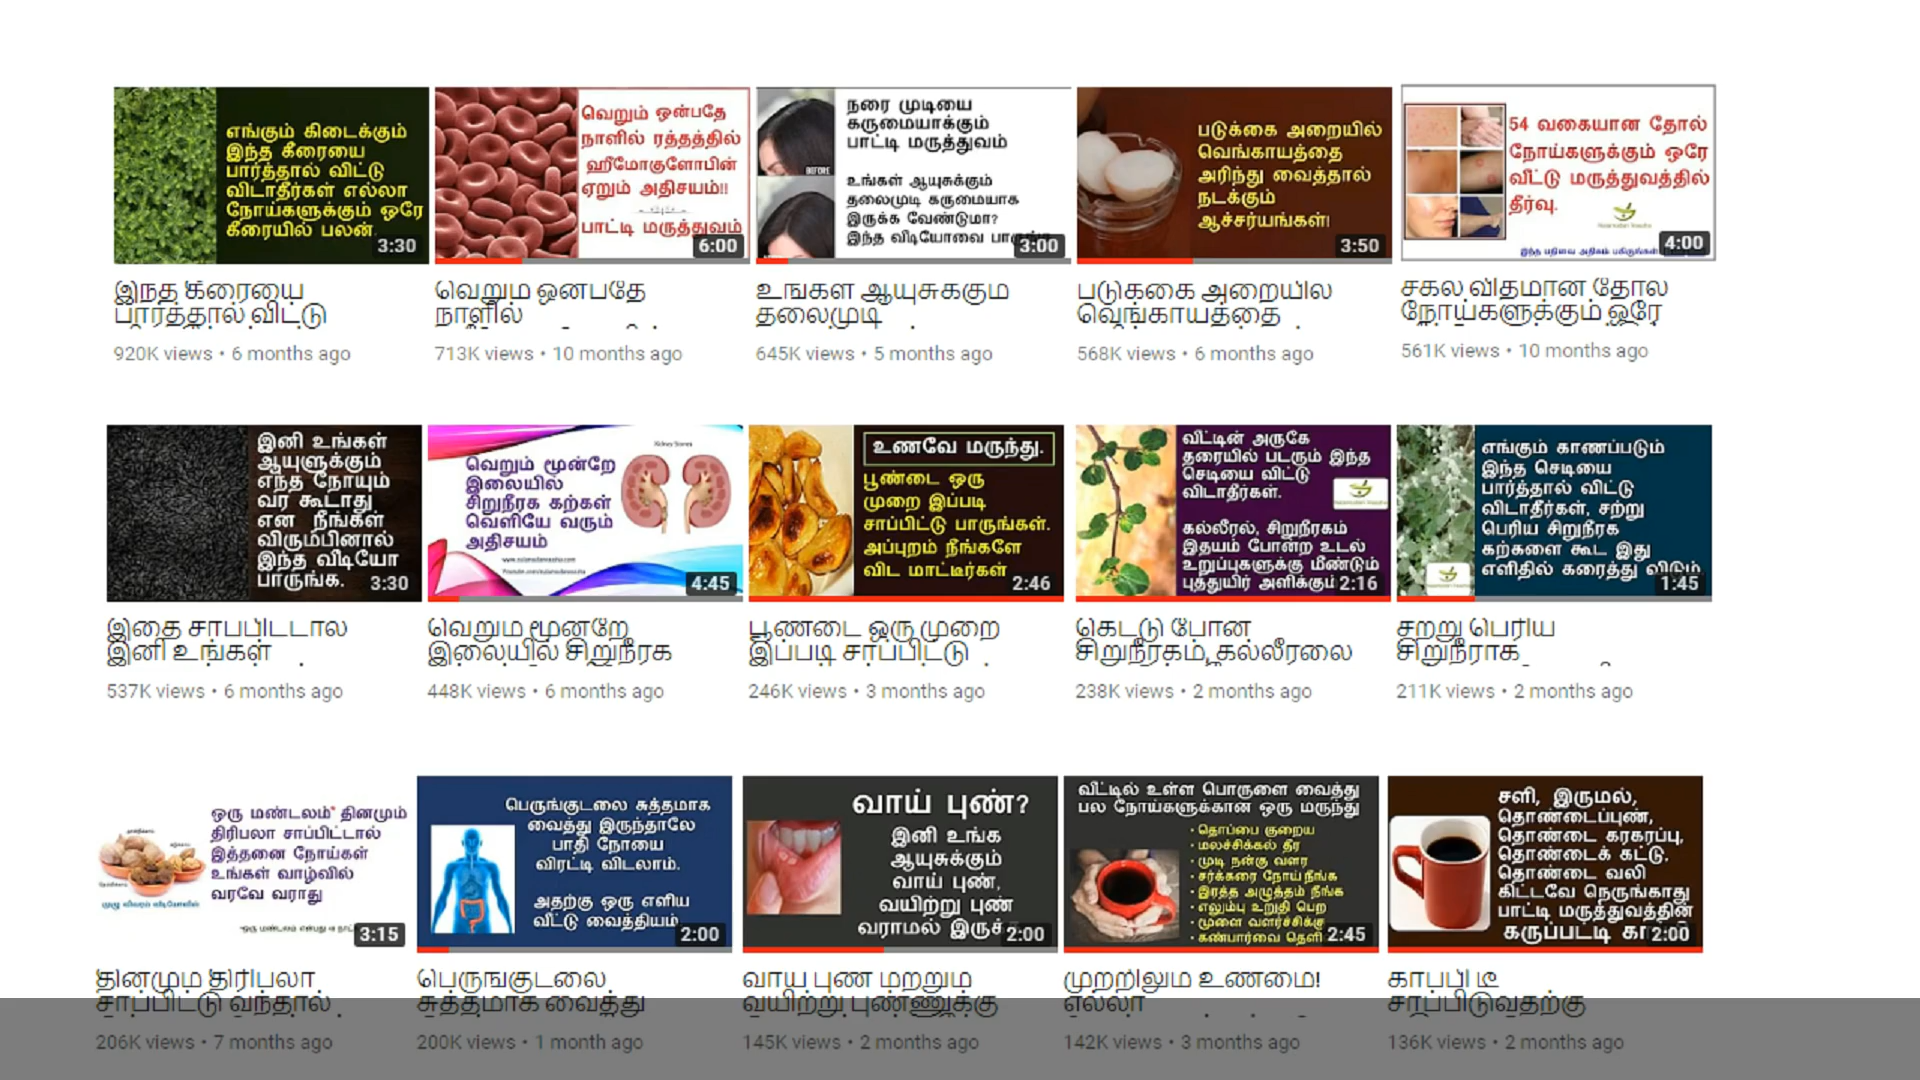 எங்கும் கிடைக்கும்
இந்த கீரையை
பார்த்தால் விட்டு
விடாதீர்கள் எல்லா
நோய்களுக்கும் ஒரே
கீரையில் பலன்.
3:30
இந்த கீரையை
பார்த்தால் விட்டு
920K views • 6 months ago
வெறும் ஒன்பதே
நாளில் ரத்தத்தில்
ஹீமோகுளோபின்
ஏறும் அதிசயம்!!
பாட்டி மருத்துவம்
6:00
வெறும் ஒன்பதே
நாளில்
713K views • 10 months ago
நரை முடியை
கருமையாக்கும்
பாட்டி மருத்துவம்
BEFORE
உங்கள் ஆயுசுக்கும்
தலைமுடி கருமையாக
இருக்க வேண்டுமா?
இந்த வீடியோவை
3:00
உங்கள் ஆயுசுக்கும்
தலைமுடி
645K views • 5 months ago
படுக்கை அறையில்
வெங்காயத்தை
அரிந்து வைத்தால்
நடக்கும்
ஆச்சர்யங்கள்!
3:50
படுக்கை அறையில்
வெங்காயத்தை
568K views • 6 months ago
54 வகையான தோல்
நோய்களுக்கும் ஒரே
வீட்டு மருத்துவத்தில்
தீர்வு.
இந்த பதிவை அதிகம்
4:00
சகல விதமான தோல்
நோய்களுக்கும் ஒரே
561K views • 10 months ago
இனி உங்கள்
ஆயுளுக்கும்
எந்த நோயும்
வர கூடாது
என நீங்கள்
விரும்பினால்
இந்த வீடியோ
பாருங்க.
3:30
இதை சாப்பிட்டால்
இனி உங்கள்
537K views • 6 months ago
Kidney Stones
வெறும் மூன்றே
இலையில்
சிறுநீரக கற்கள்
வெளியே வரும்
அதிசயம்
4:45
வெறும் மூன்றே
இலையில் சிறுநீரக
448K views • 6 months ago
உணவே மருந்து.
பூண்டை ஒரு
முறை இப்படி
சாப்பிட்டு பாருங்கள்.
அப்புறம் நீங்களே
விட மாட்டீர்கள்
2:46
பூண்டை ஒரு முறை
இப்படி சாப்பிட்டு
246K views • 3 months ago
வீட்டின் அருகே
தரையில் படரும் இந்த
செடியை விட்டு
விடாதீர்கள்.
கல்லீரல், சிறுநீரகம்
இதயம் போன்ற உடல்
உறுப்புகளுக்கு மீண்டும்
புத்துயிர் அளிக்கும்
2:16
கெட்டு போன
சிறுநீரகம், கல்லீரலை
238K views • 2 months ago
எங்கும் காணப்படும்
இந்த செடியை
பார்த்தால் விட்டு
விடாதீர்கள், சற்று
பெரிய சிறுநீரக
கற்களை கூட இது
எளிதில் கரைத்து விடும்
1:45
சற்று பெரிய
சிறுநீராக
211K views • 2 months ago
ஒரு மண்டலம்* தினமும்
திரிபலா சாப்பிட்டால்
இத்தனை நோய்கள்
உங்கள் வாழ்வில்
வரவே வராது
முழு விவரம் வீடியோவில்
3:15
தினமும் திரிபலா
சாப்பிட்டு வந்தால்
206K views • 7 months ago
பெருங்குடலை சுத்தமாக
வைத்து இருந்தாலே
பாதி நோயை
விரட்டி விடலாம்.
அதற்கு ஒரு எளிய
வீட்டு வைத்தியம்
2:00
பெருங்குடலை
சுத்தமாக வைத்து
200K views • 1 month ago
வாய் புண்?
இனி உங்க
ஆயுசுக்கும்
வாய் புண்,
வயிற்று புண்
வராமல்
2:00
வாய் புண் மற்றும்
வயிற்று புண்ணுக்கு
145K views • 2 months ago
வீட்டில் உள்ள பொருளை வைத்து
பல நோய்களுக்கான ஒரு மருந்து
• தொப்பை குறைய
• மலச்சிக்கல் தீர
• முடி நன்கு வளர
• சர்க்கரை நோய் நீங்க
• இரத்த அழுத்தம் நீங்க
• எலும்பு உறுதி பெற
• மூளை வளர்ச்சிக்கு
• கண்பார்வை
2:45
முற்றிலும் உண்மை!
எல்லா
142K views • 3 months ago
சளி, இருமல்,
தொண்டைப்புண்,
தொண்டை கரகரப்பு,
தொண்டைக் கட்டு.
தொண்டை வலி
கிட்டவே நெருங்காது
பாட்டி மருத்துவத்தின்
கருப்பட்டி
2:00
காப்பி டீ
சாப்பிடுவதற்கு
136K views • 2 months ago